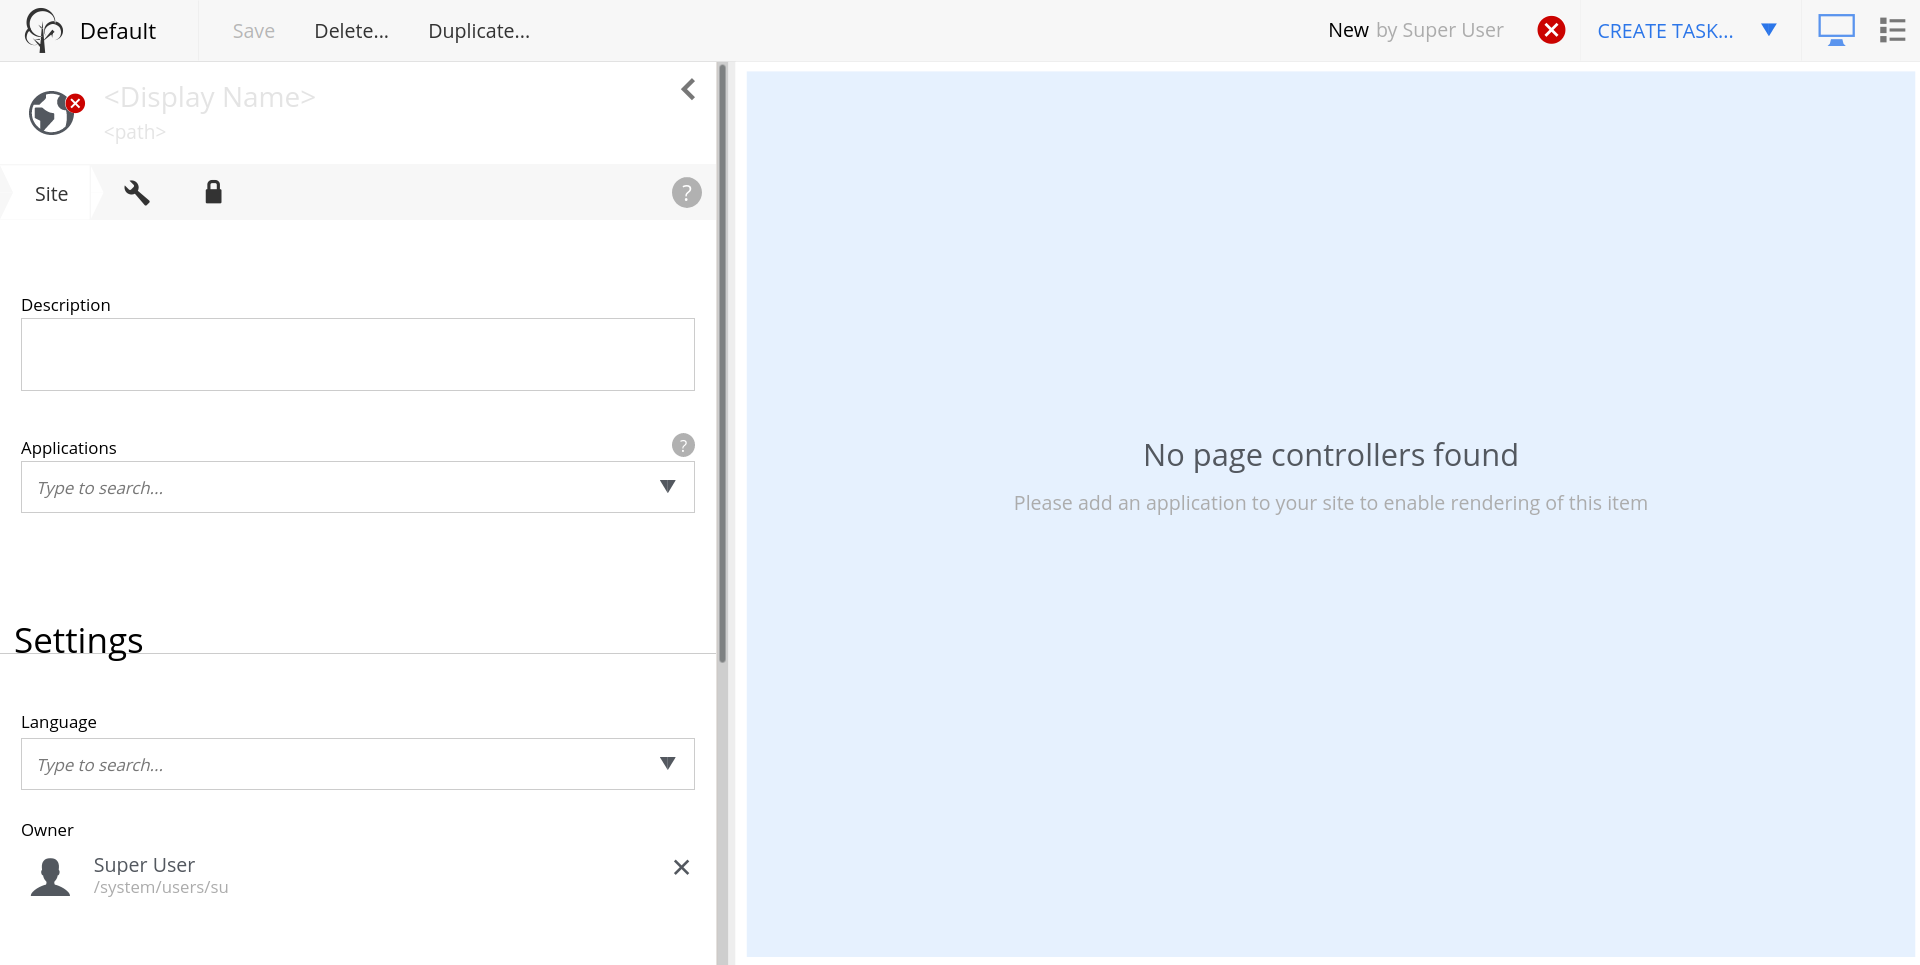 Default
Save
Delete...
Duplicate...
New by Super User
CREATE TASK...
<Display Name>
<path>
Site
?
Description
Applications
?
Type to search...
Settings
Language
Type to search...
Owner
Super User
/system/users/su
No page controllers found
Please add an application to your site to enable rendering of this item